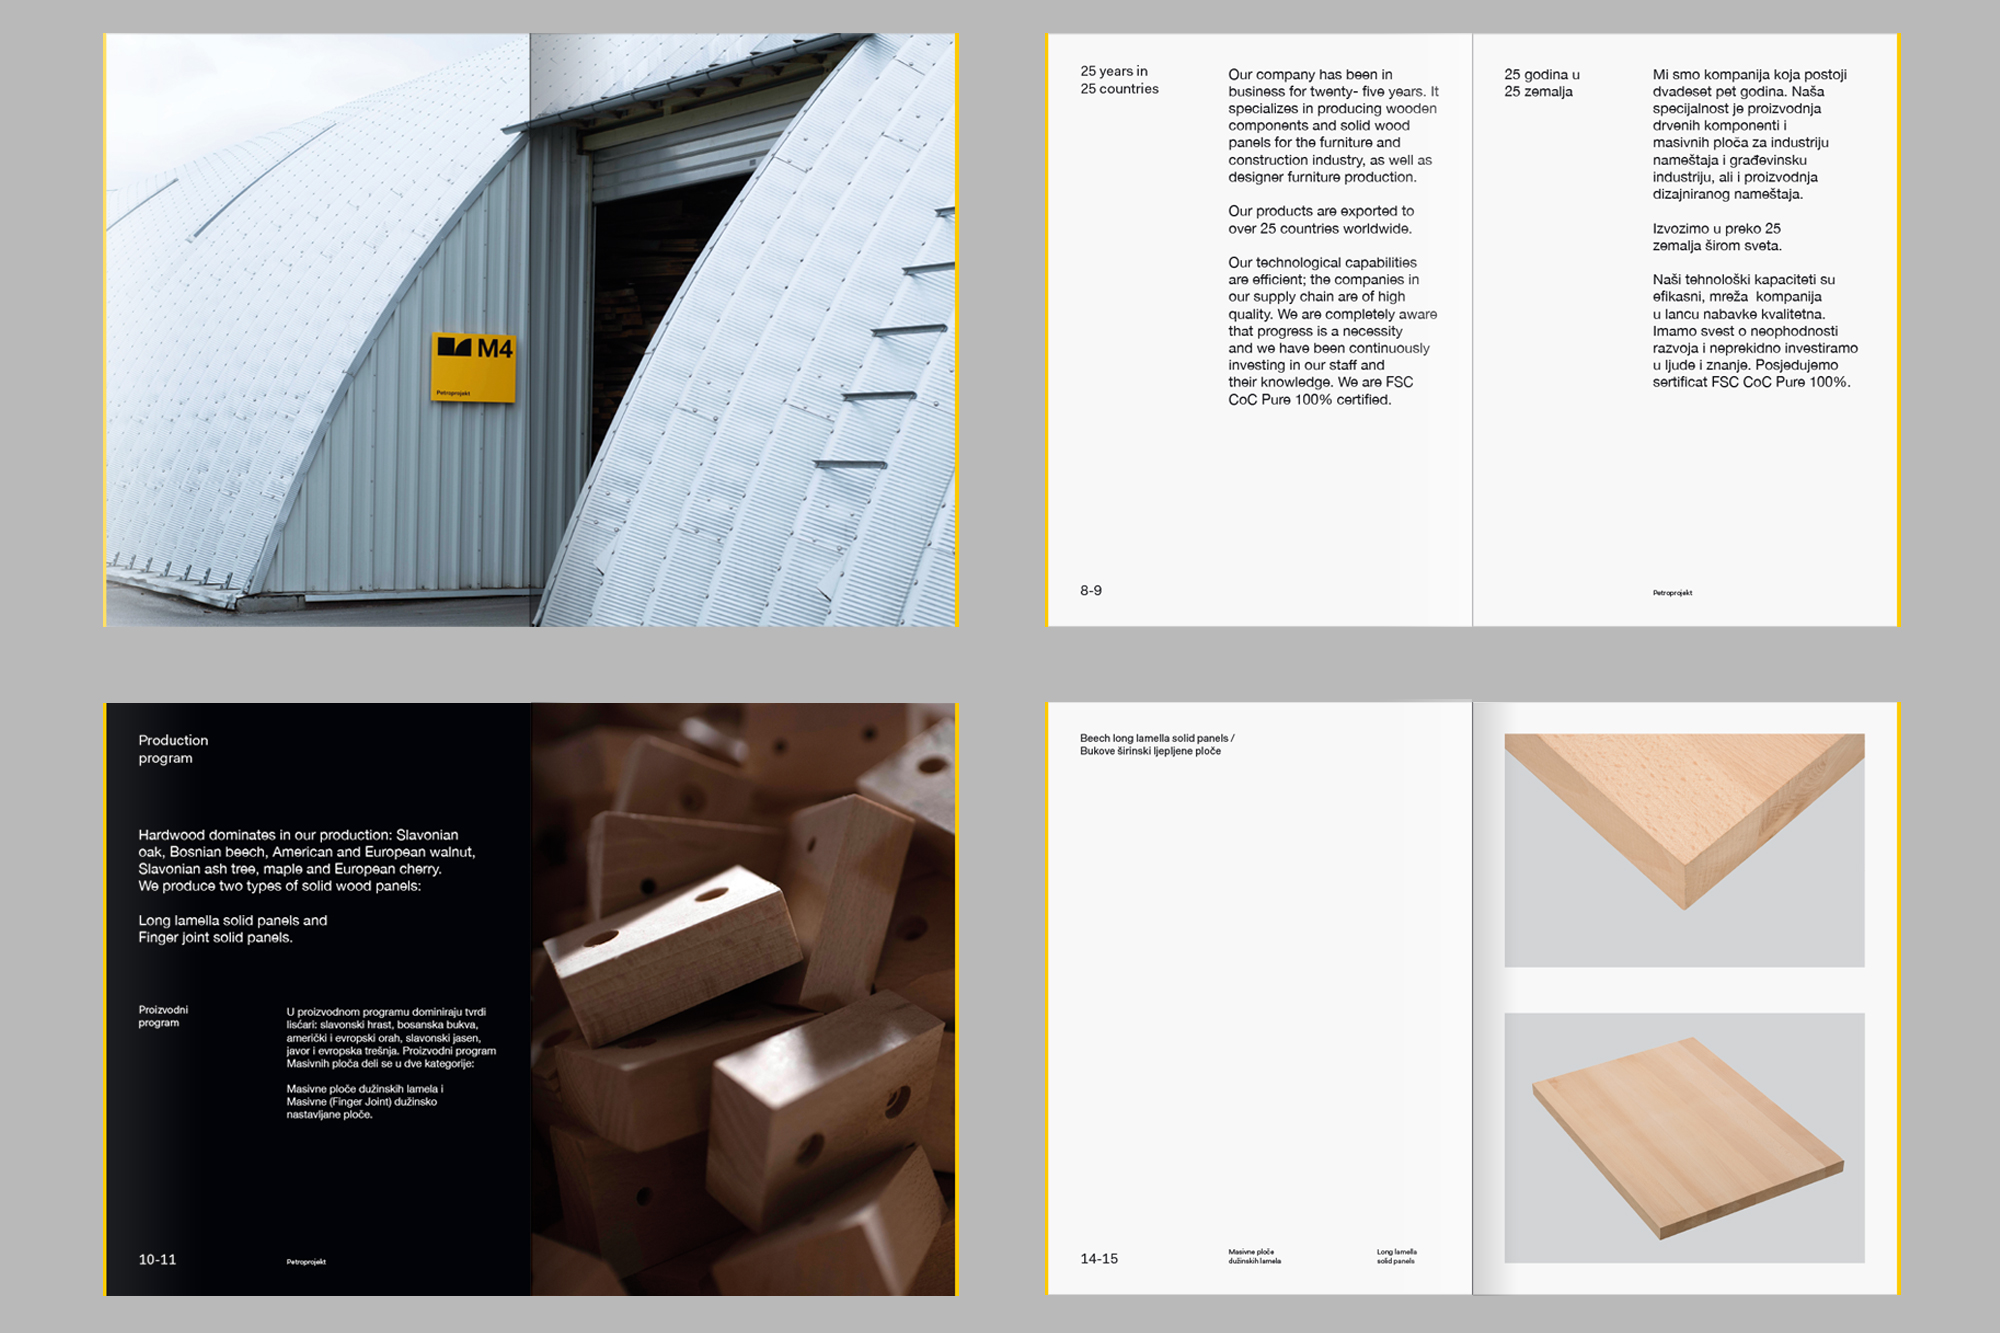 M4
Petroprojekt
25 years in
25 countries
Our company has been in
business for twenty- five years. It
specializes in producing wooden
components and solid wood
panels for the furniture and
construction industry, as well as
designer furniture production.
Our products are exported to
over 25 countries worldwide.
Our technological capabilities
are efficient; the companies in
our supply chain are of high
quality. We are completely aware
that progress is a necessity
and we have been continuously
investing in our staff and
their knowledge. We are FSC
CoC Pure 100% certified.
8-9
25 godina u
25 zemalja
Mi smo kompanija koja postoji
dvadeset pet godina. Naša
specijalnost je proizvodnja
drvenih komponenti i
masivnih ploča za industriju
nameštaja i građevinsku
industriju, ali i proizvodnja
dizajniranog nameštaja.
Izvozimo u preko 25
zemalja širom sveta.
Naši tehnološki kapaciteti su
efikasni, mreža kompanija
u lancu nabavke kvalitetna.
Imamo svest o neophodnosti
razvoja i neprekidno investiramo
u ljude i znanje. Posjedujemo
sertificat FSC CoC Pure 100%.
Petroprojekt
Production
program
Hardwood dominates in our production: Slavonian
oak, Bosnian beech, American and European walnut,
Slavonian ash tree, maple and European cherry.
We produce two types of solid wood panels:
Long lamella solid panels and
Finger joint solid panels.
Proizvodni
program
U proizvodnom programu dominiraju tvrdi
lisćari: slavonski hrast, bosanska bukva,
američki i evropski orah, slavonski jasen,
javor i evropska trešnja. Proizvodni program
Masivnih ploča deli se u dve kategorije:
Masivne ploče dužinskih lamela i
Masivne (Finger Joint) dužinsko
nastavljane ploče.
10-11
Petroprojekt
Beech long lamella solid panels /
Bukove širinski ljepljene ploče
14-15
Masivne ploče
dužinskih lamela
Long lamella
solid panels